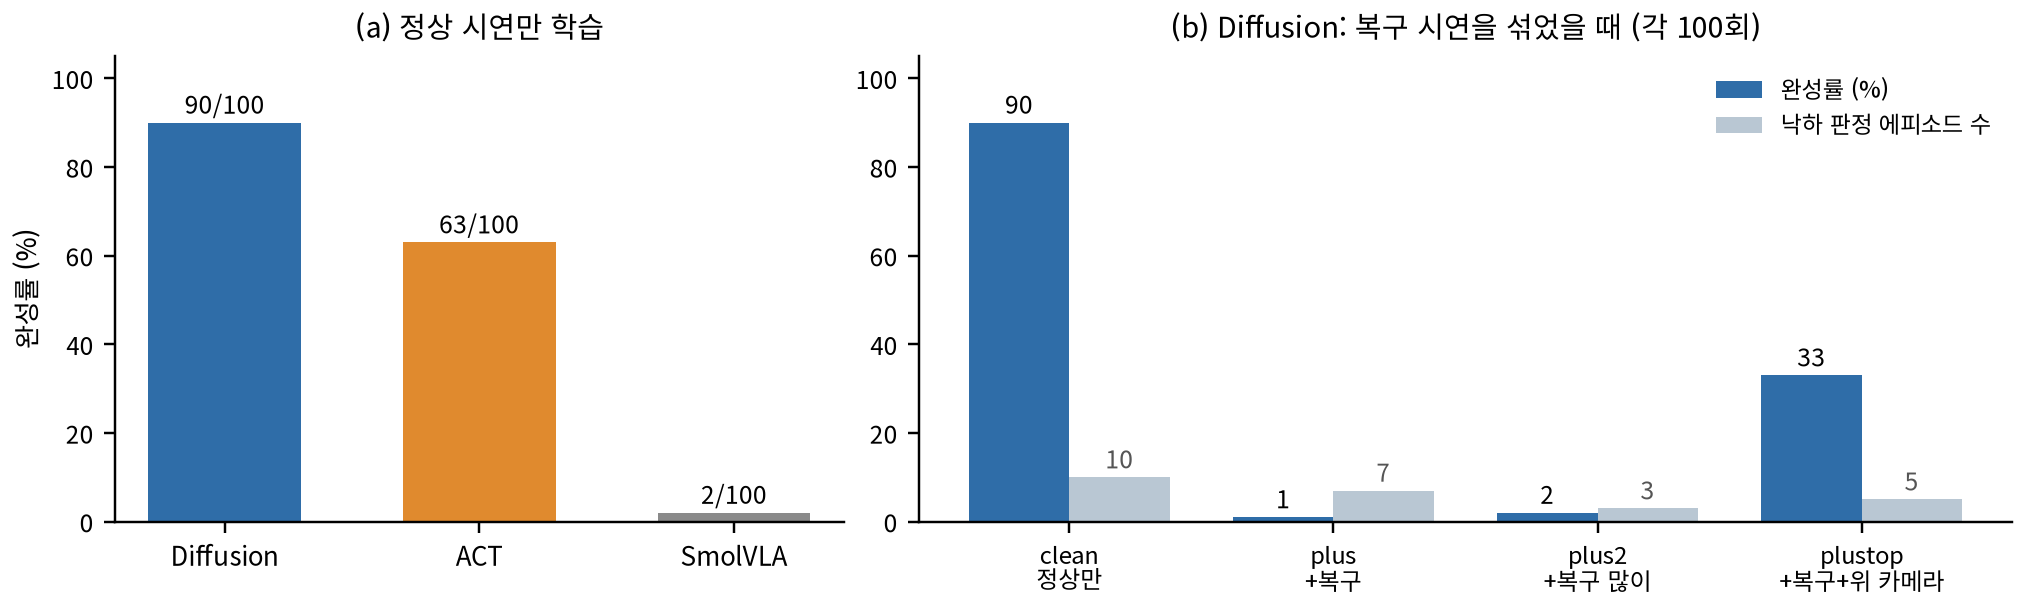 (a) 정상 시연만 학습
완성률 (%)
100
80
60
40
20
0
90/100
63/100
2/100
Diffusion
ACT
SmolVLA
(b) Diffusion: 복구 시연을 섞었을 때 (각 100회)
완성률 (%)
낙하 판정 에피소드 수
100
80
60
40
20
0
90
10
1
7
2
3
33
5
clean
정상만
plus
+복구
plus2
+복구 많이
plustop
+복구+위 카메라